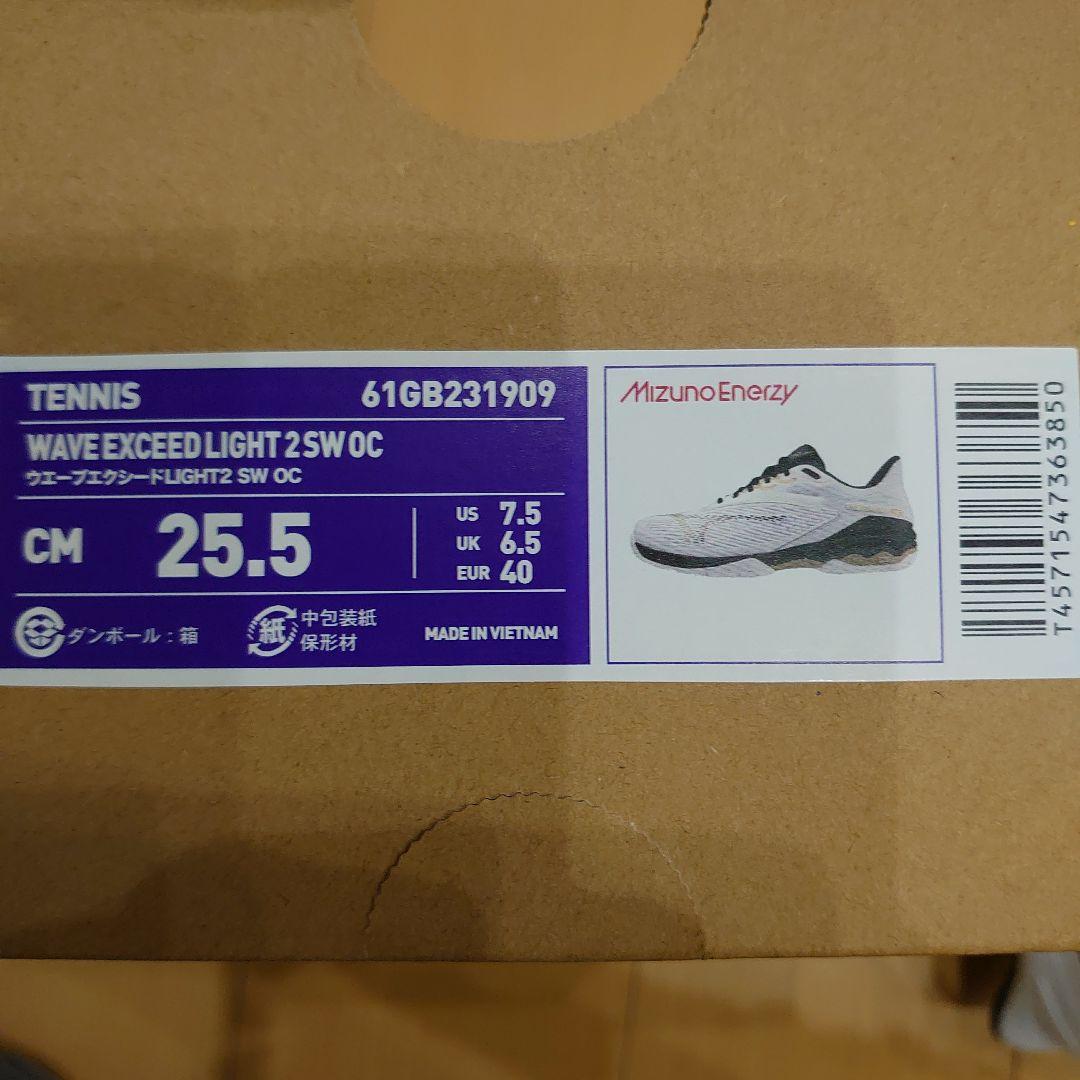 TENNIS 61GB231909
WAVE EXCEED LIGHT 2 SW OC
ウエーブエクシードLIGHT2 SW OC
CM 25.5
US 7.5
UK 6.5
EUR 40
ダンボール：箱
紙
中包装紙
保形材
MADE IN VIETNAM
MizunoEnerzy
T4571547363850